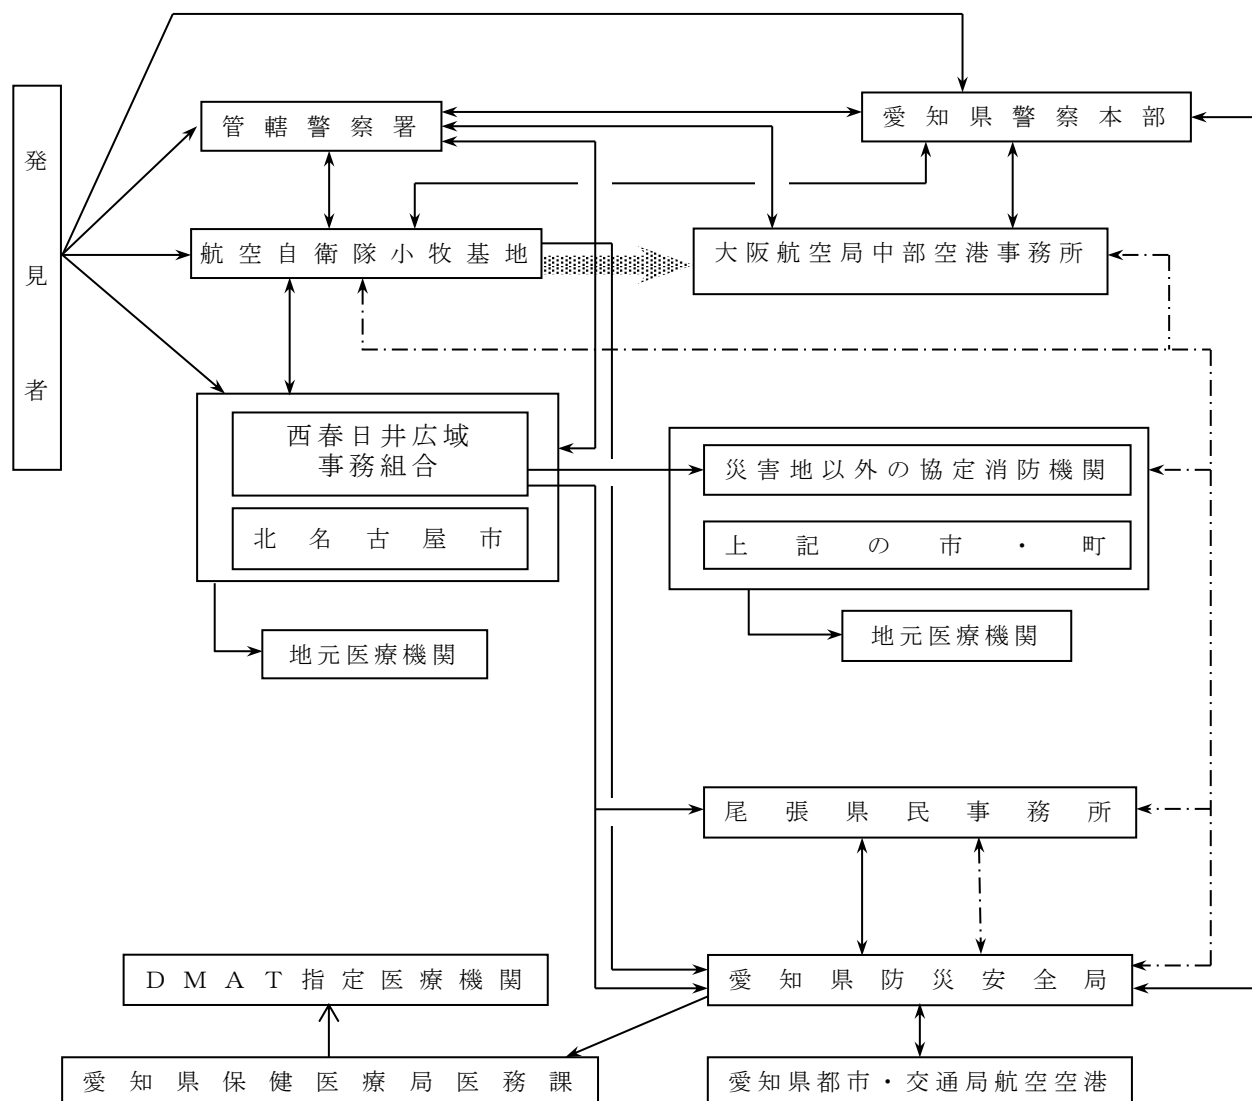 発見者
管轄警察署
愛知県警察本部
航空自衛隊小牧基地
大阪航空局中部空港事務所
西春日井広域
事務組合
北名古屋市
災害地以外の協定消防機関
上記の市・町
地元医療機関
地元医療機関
尾張県民事務所
DMAT指定医療機関
愛知県防災安全局
愛知県保健医療局医務課
愛知県都市・交通局航空空港